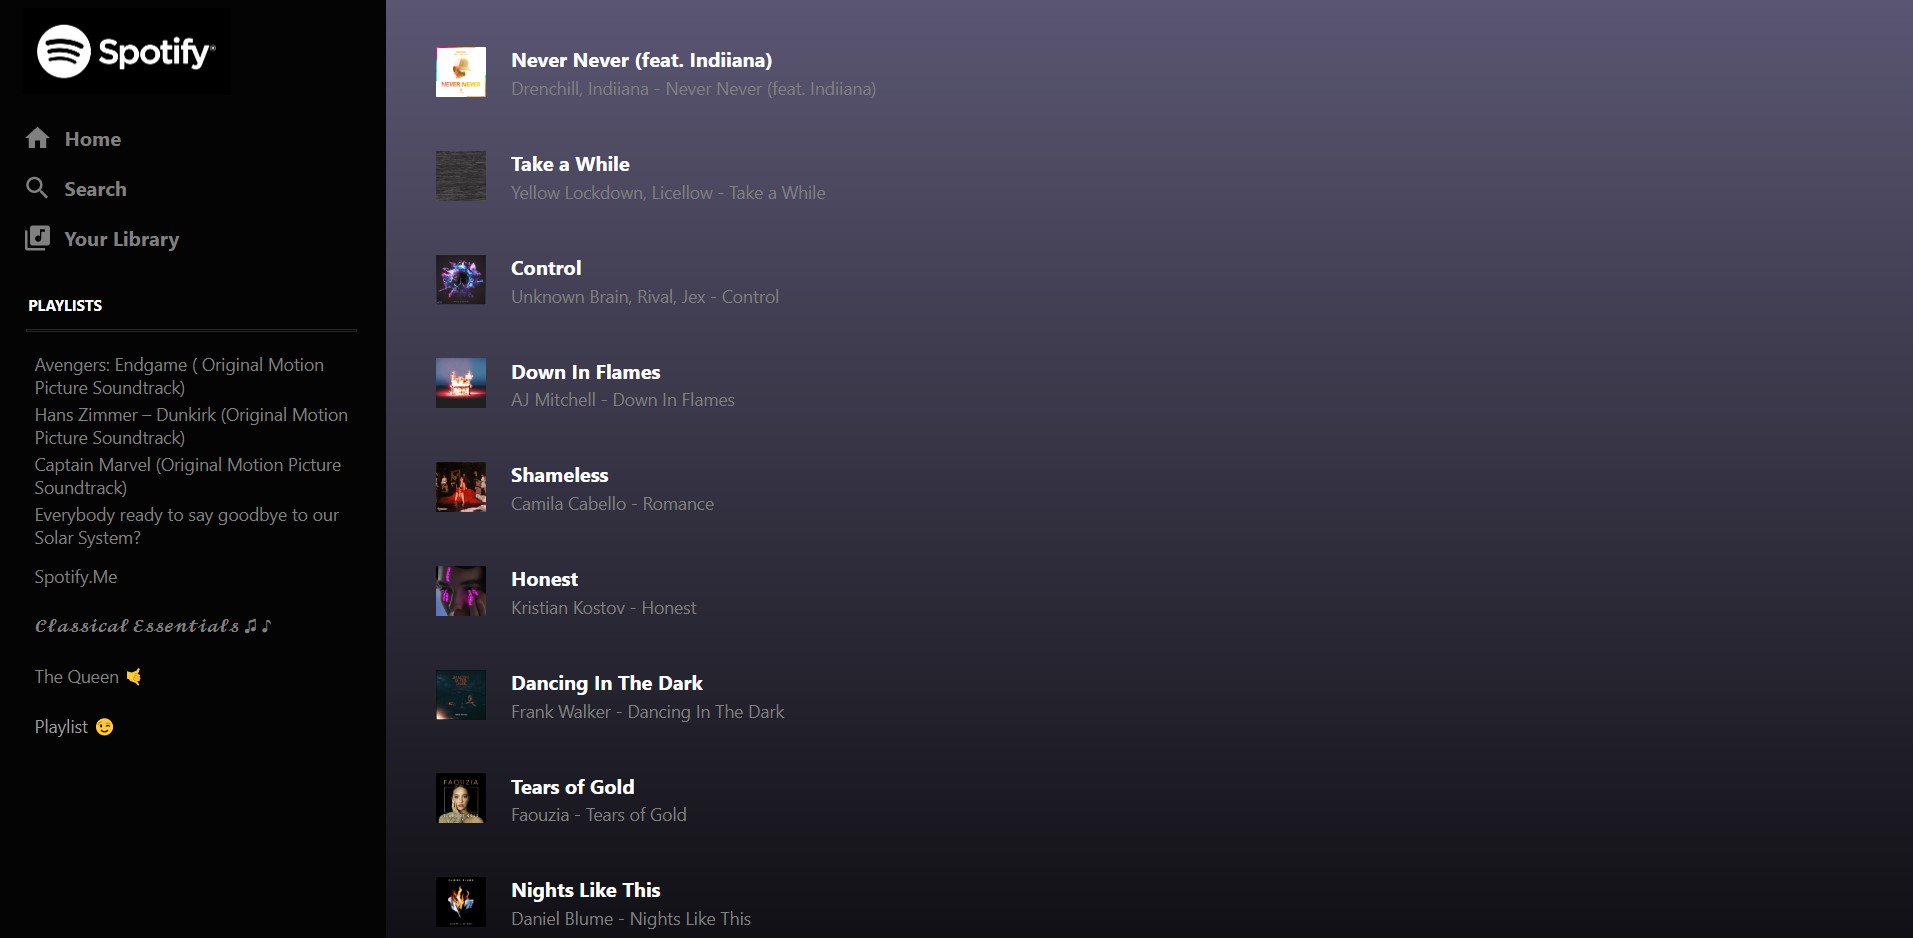 Spotify®
Home
Search
Your Library
PLAYLISTS
Avengers: Endgame ( Original Motion
Picture Soundtrack)
Hans Zimmer – Dunkirk (Original Motion
Picture Soundtrack)
Captain Marvel (Original Motion Picture
Soundtrack)
Everybody ready to say goodbye to our
Solar System?
Spotify.Me
𝓒𝓵𝓪𝓼𝓼𝓲𝓬𝓪𝓵 𝓔𝓼𝓼𝓮𝓷𝓽𝓲𝓪𝓵𝓼 ♫ ♪
The Queen 🤙
Playlist 😉
NEVER NEVER
Never Never (feat. Indiiana)
Drenchill, Indiiana - Never Never (feat. Indiiana)
Take a While
Yellow Lockdown, Licellow - Take a While
Control
Unknown Brain, Rival, Jex - Control
Down In Flames
AJ Mitchell - Down In Flames
Shameless
Camila Cabello - Romance
Honest
Kristian Kostov - Honest
Dancing In The Dark
Frank Walker - Dancing In The Dark
FAOUZIA
Tears of Gold
Faouzia - Tears of Gold
Nights Like This
Daniel Blume - Nights Like This